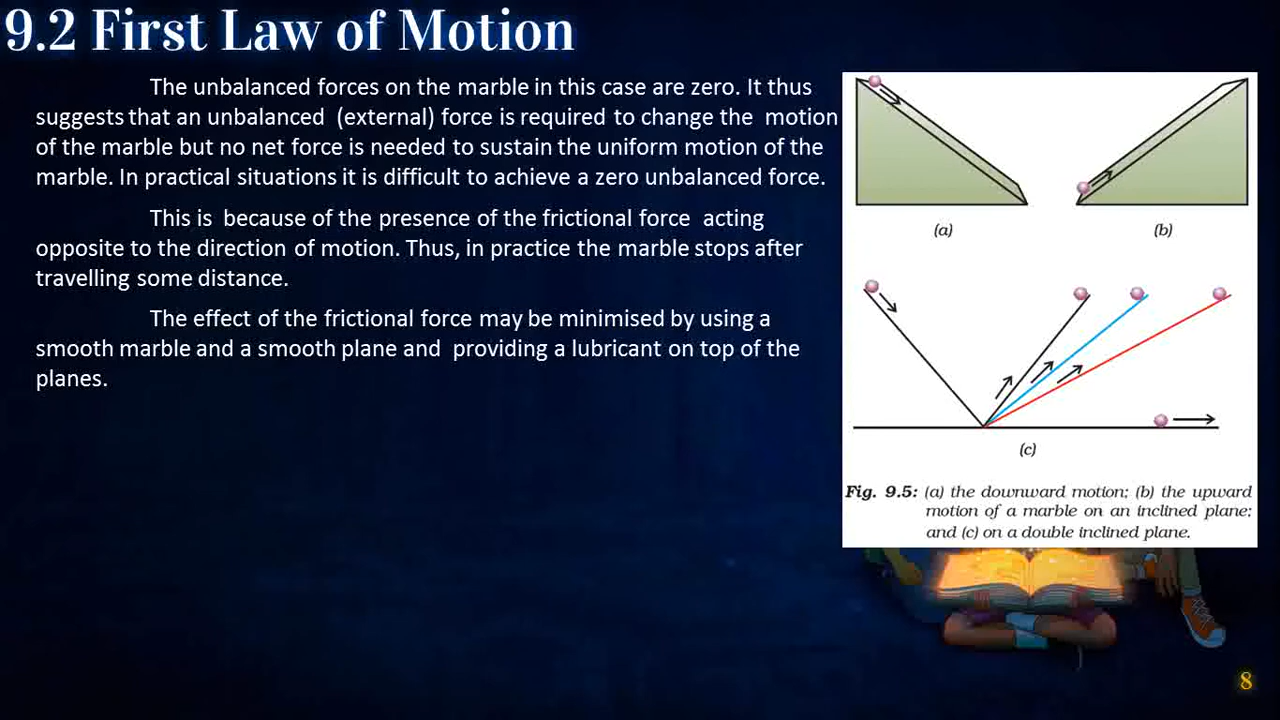 9.2 First Law of Motion
The unbalanced forces on the marble in this case are zero. It thus
suggests that an unbalanced (external) force is required to change the motion
of the marble but no net force is needed to sustain the uniform motion of the
marble. In practical situations it is difficult to achieve a zero unbalanced force.
This is because of the presence of the frictional force acting
opposite to the direction of motion. Thus, in practice the marble stops after
travelling some distance.
The effect of the frictional force may be minimised by using a
smooth marble and a smooth plane and providing a lubricant on top of the
planes.
(a)
(b)
(c)
Fig. 9.5: (a) the downward motion; (b) the upward
motion of a marble on an inclined plane;
and (c) on a double inclined plane.
8